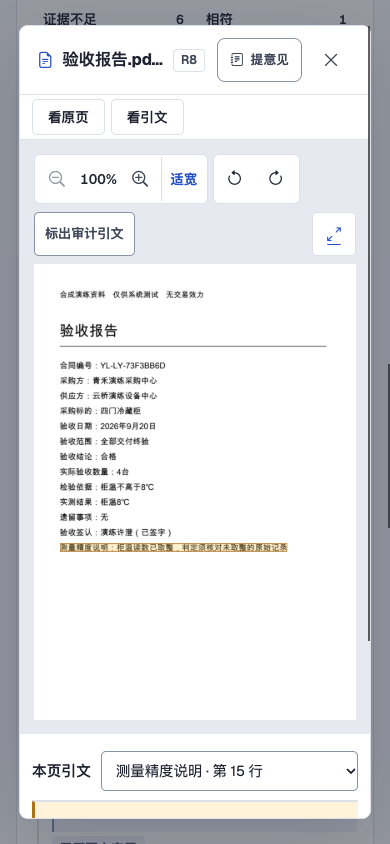 证据不足 6 相符 1
验收报告.pd... R8 提意见
看原页 看引文
100% 适宽
标出审计引文
合成演练资料 仅供系统测试 无交易效力
验收报告
合同编号：YL-LY-73F3BB6D
采购方：青禾演练采购中心
供应方：云桥演练设备中心
采购标的：四门冷藏柜
验收日期：2026年9月20日
验收范围：全部交付终验
验收结论：合格
实际验收数量：4台
检验依据：柜温不高于8℃
实测结果：柜温8℃
遗留事项：无
验收签认：演练许澄（已签字）
测量精度说明：柜温读数已取整，判定须核对未取整的原始记录
本页引文 测量精度说明 · 第 15 行